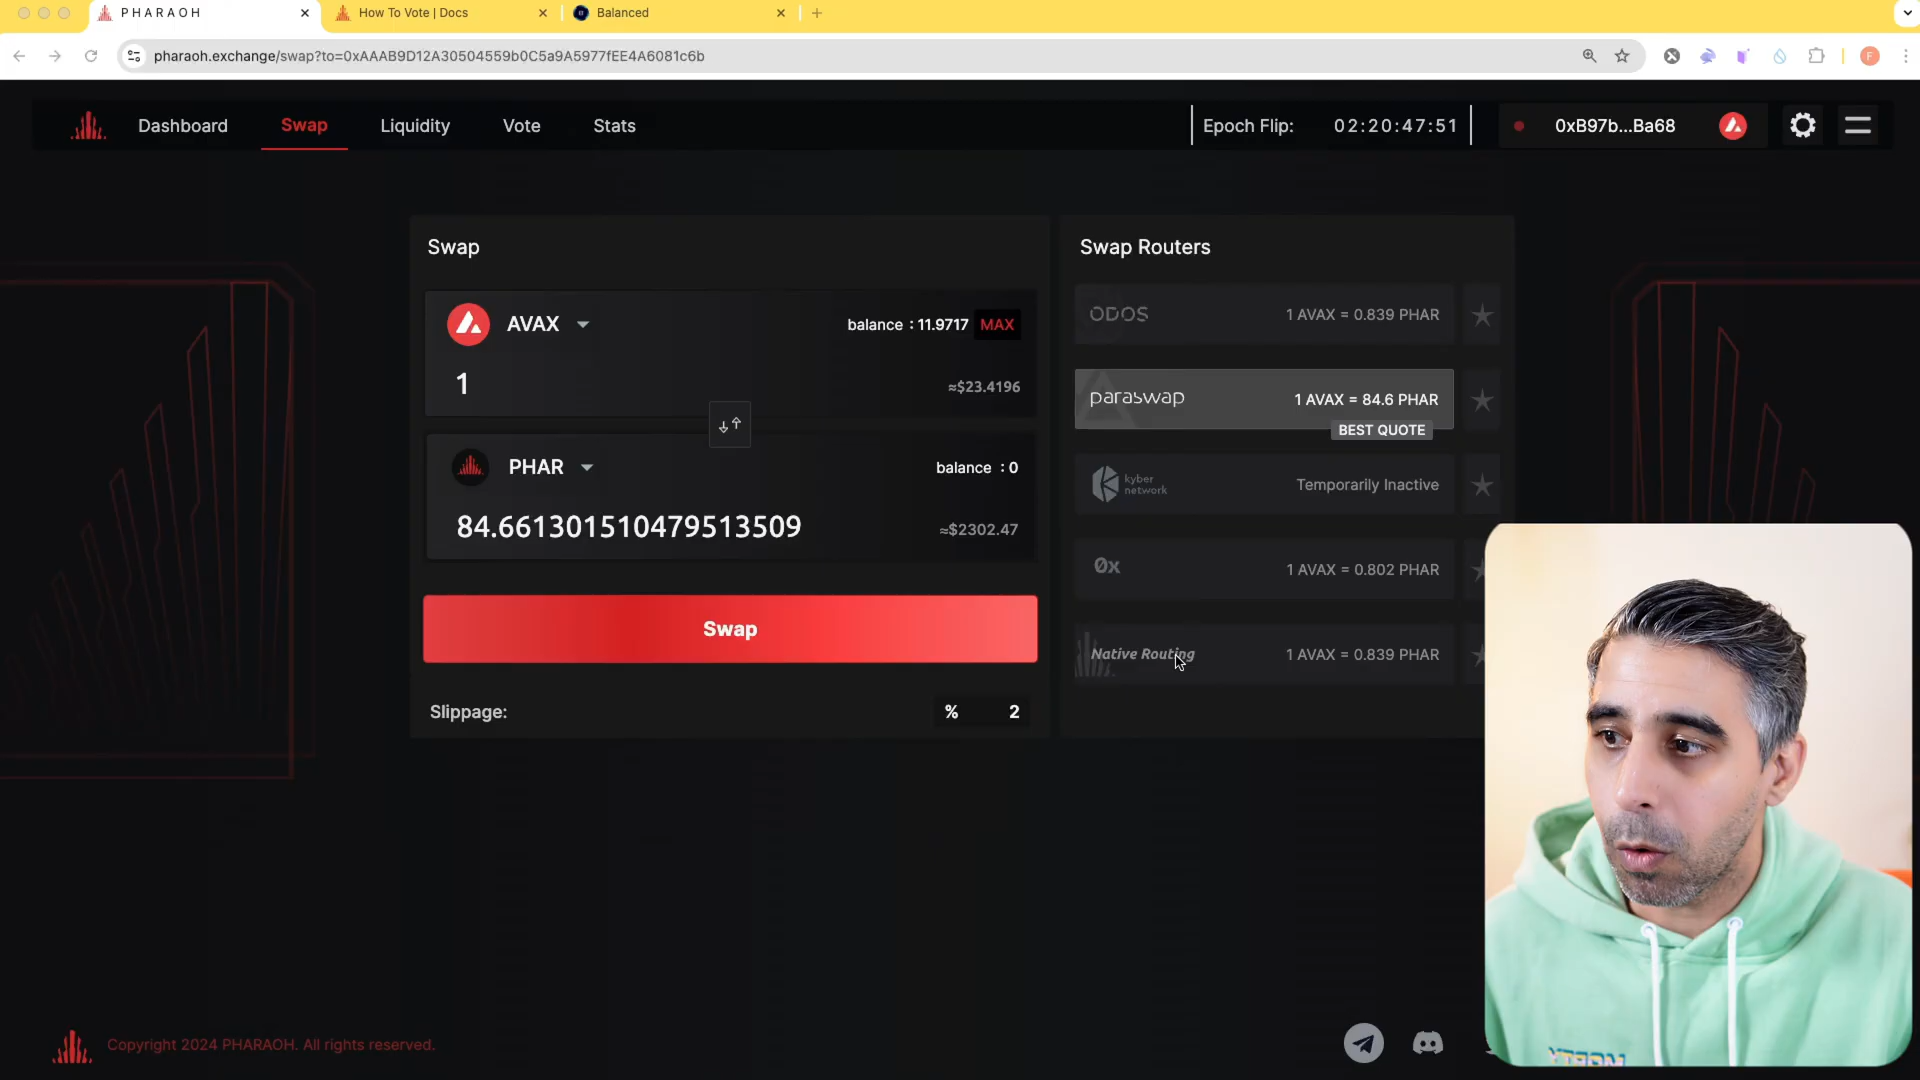 PHARAOH
How To Vote | Docs
Balanced
pharaoh.exchange/swap?to=0xAAAB9D12A30504559b0C5a9A5977fEE4A6081c6b
F
Dashboard
Swap
Liquidity
Vote
Stats
Epoch Flip:
02:20:47:51
0xB97b...Ba68
Swap
AVAX
balance : 11.9717
MAX
1
≈$23.4196
PHAR
balance : 0
84.661301510479513509
≈$2302.47
Swap
Slippage:
% 2
Swap Routers
ODOS
1 AVAX = 0.839 PHAR
paraswap
1 AVAX = 84.6 PHAR
BEST QUOTE
kyber
network
Temporarily Inactive
0x
1 AVAX = 0.802 PHAR
Native Routing
1 AVAX = 0.839 PHAR
Copyright 2024 PHARAOH. All rights reserved.